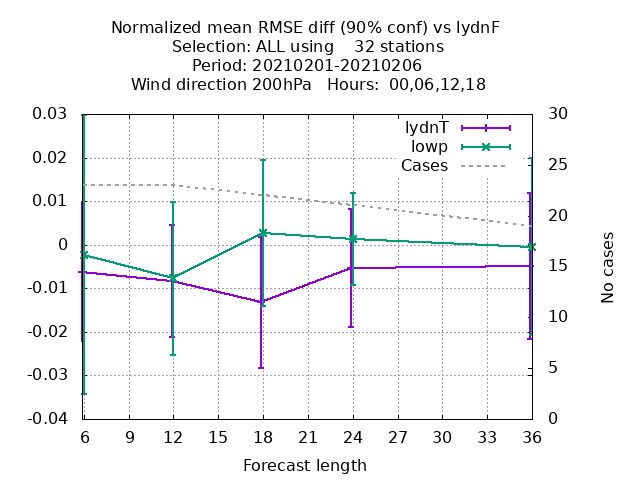 Normalized mean RMSE diff (90% conf) vs lydnF
Selection: ALL using    32 stations
Period: 20210201-20210206
Wind direction 200hPa   Hours:  00,06,12,18
lydnT
lowp
Cases
0.03
0.02
0.01
0
-0.01
-0.02
-0.03
-0.04
30
25
20
15
10
5
0
No cases
6 9 12 15 18 21 24 27 30 33 36
Forecast length